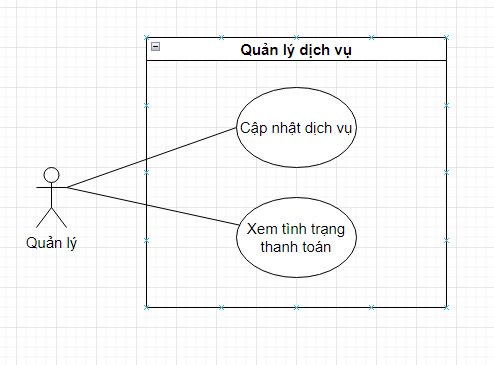 Quản lý dịch vụ
Cập nhật dịch vụ
Quản lý
Xem tình trạng
thanh toán